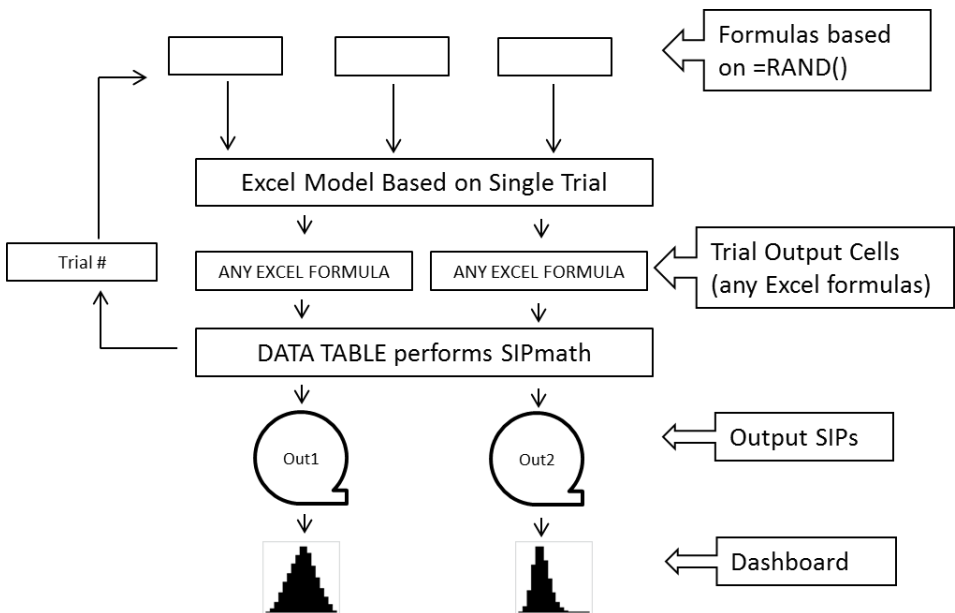 Formulas based
on =RAND()
Excel Model Based on Single Trial
Trial #
ANY EXCEL FORMULA
ANY EXCEL FORMULA
Trial Output Cells
(any Excel formulas)
DATA TABLE performs SIPmath
Out1
Out2
Output SIPs
Dashboard